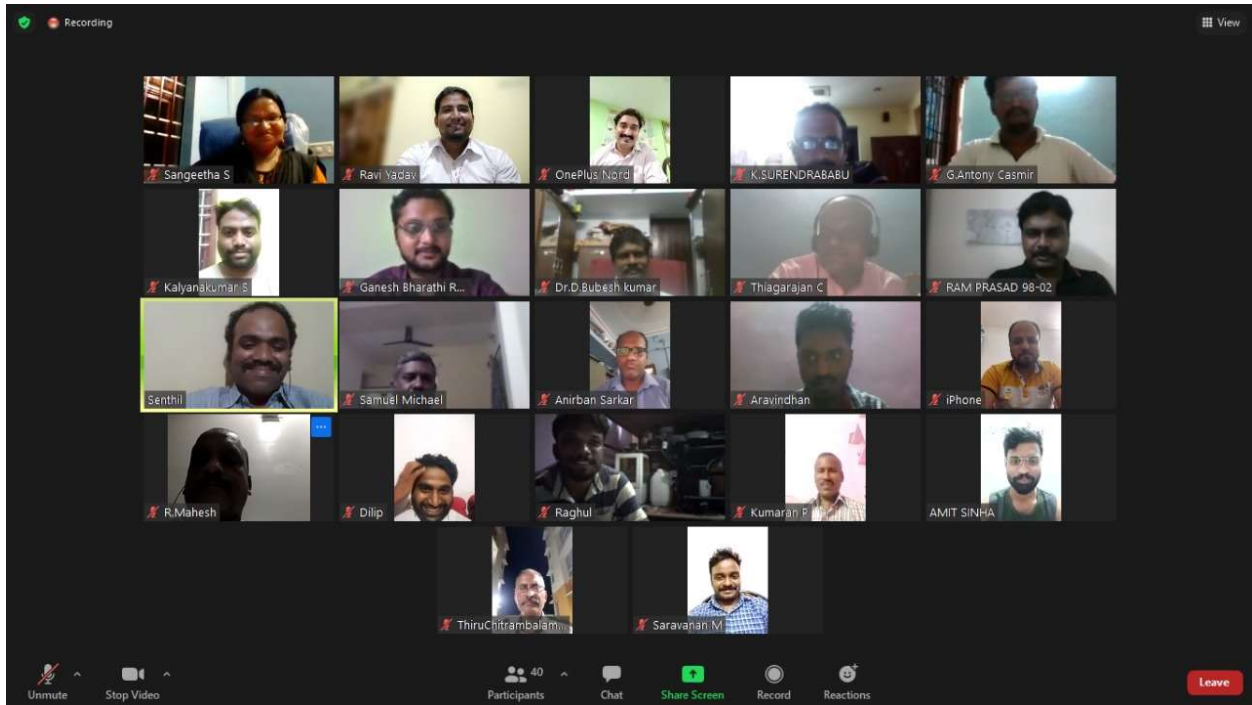 Recording
View
Sangeetha S
Ravi Yadav
OnePlus Nord
K.SURENDRABABU
G.Antony Casmir
Kalyanakumar S
Ganesh Bharathi R...
Dr.D.Bubesh kumar
Thiagarajan C
RAM PRASAD 98-02
Senthil
Samuel Michael
Anirban Sarkar
Aravindhan
iPhone
R.Mahesh
Dilip
Raghul
Kumaran P
AMIT SINHA
ThiruChitrambalam...
Saravanan M
40
Unmute
Stop Video
Participants
Chat
Share Screen
Record
Reactions
Leave